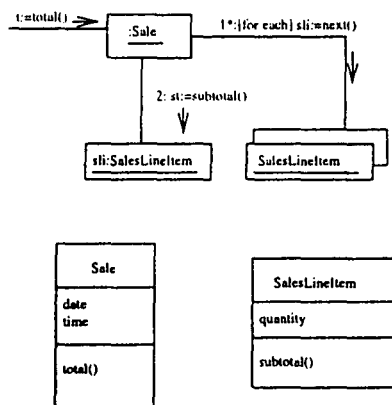 t:=total()
:Sale
1*:[for each] sli:=next()
2: st:=subtotal()
sli:SalesLineItem
SalesLineItem
Sale
date
time
total()
SalesLineItem
quantity
subtotal()